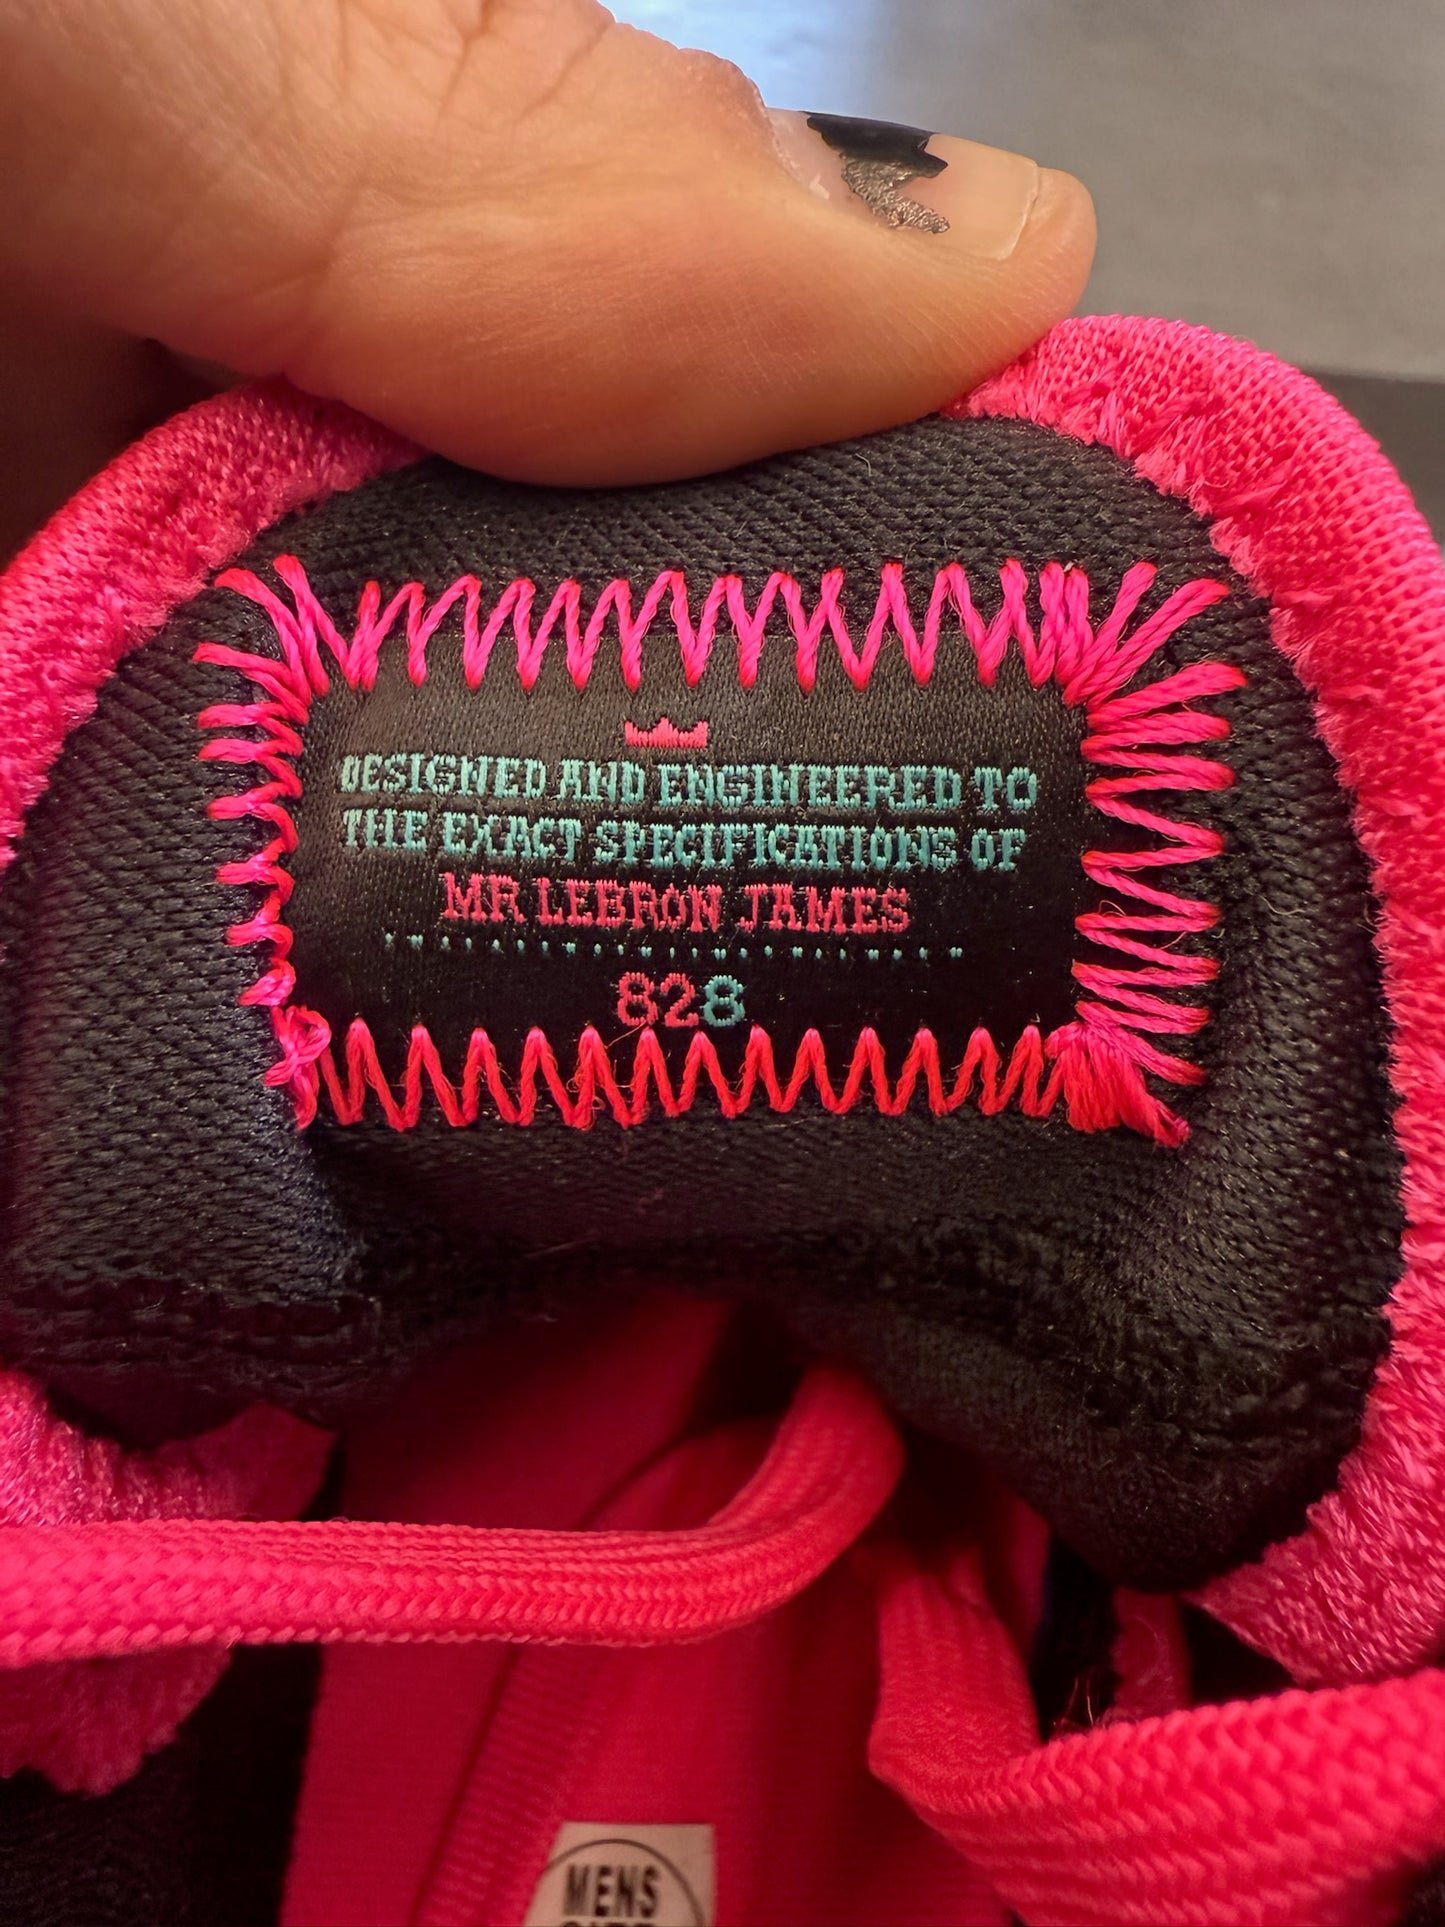 DESIGNED AND ENGINEERED TO
THE EXACT SPECIFICATIONS OF
MR LEBRON JAMES
828
MENS